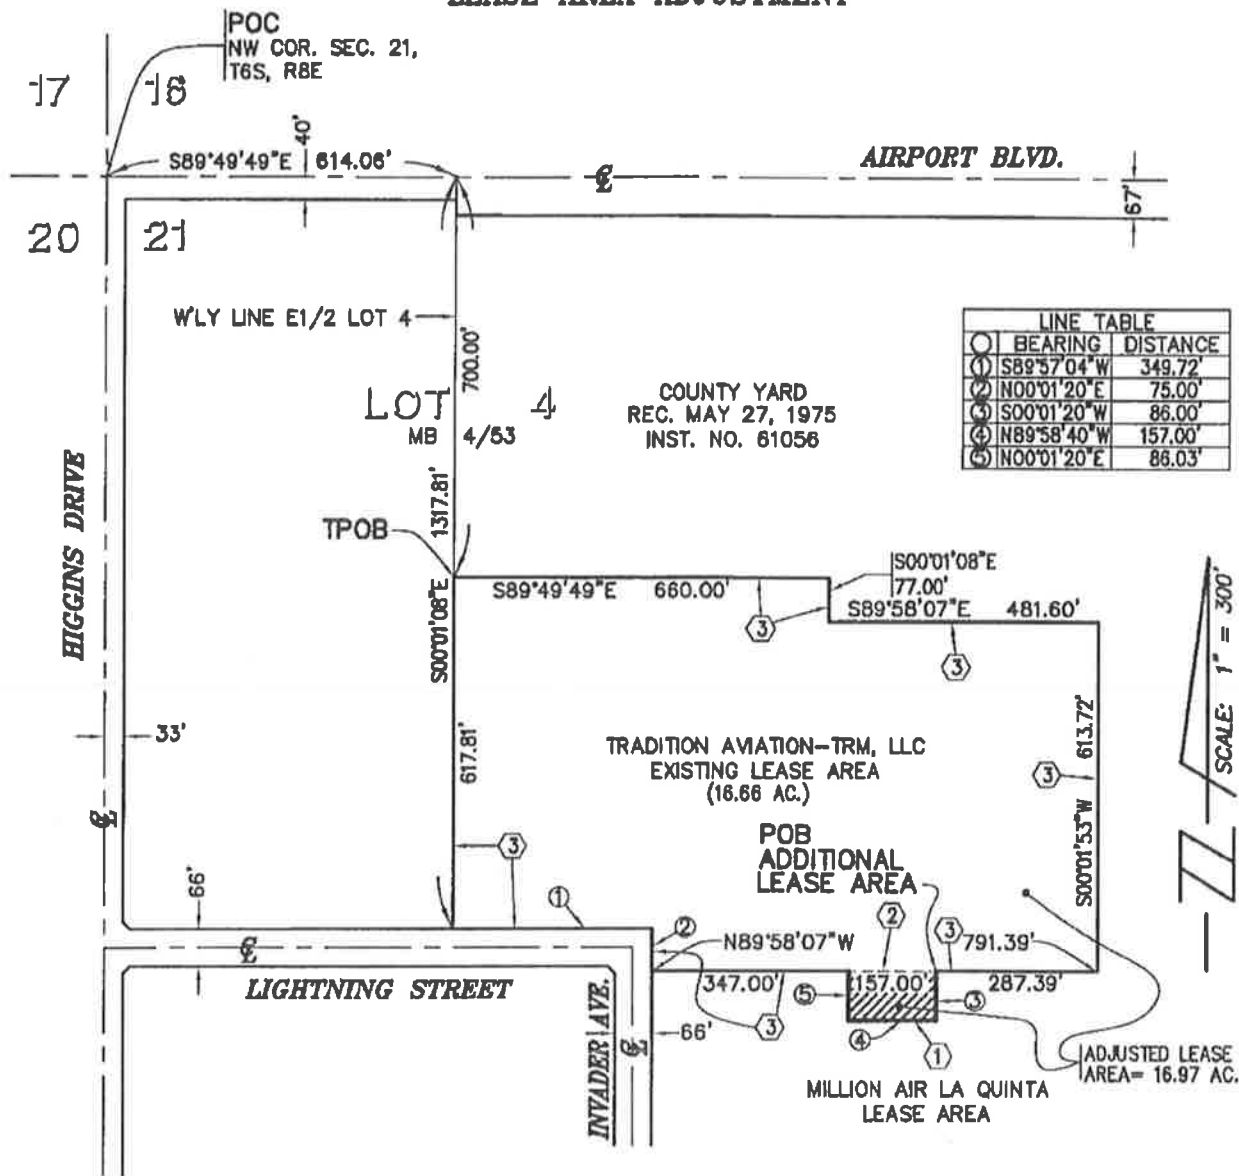 LEASE AREA ADJUSTMENT
POC
NW COR. SEC. 21,
T6S, R8E
17 16
40'
S89°49'49"E 614.06'
AIRPORT BLVD.
℄
67'
20 21
W'LY LINE E1/2 LOT 4
700.00'
LINE TABLE
BEARING DISTANCE
1 S89°57'04"W 349.72'
2 N00°01'20"E 75.00'
3 S00°01'20"W 86.00'
4 N89°58'40"W 157.00'
5 N00°01'20"E 86.03'
LOT 4
MB 4/53
COUNTY YARD
REC. MAY 27, 1975
INST. NO. 61056
HIGGINS DRIVE
1317.81'
TPOB
S00°01'08"E
S89°49'49"E 660.00'
S00°01'08"E
77.00'
S89°58'07"E 481.60'
3
3
SCALE: 1" = 300'
N
33'
617.81'
TRADITION AVIATION-TRM, LLC
EXISTING LEASE AREA
(16.66 AC.)
613.72'
3
S00°01'53"W
℄
3
POB
ADDITIONAL
LEASE AREA
66'
1
2
2
3
N89°58'07"W
791.39'
℄
LIGHTNING STREET
347.00'
5
157.00'
3
287.39'
INVADER AVE.
℄
66'
3
4
1
ADJUSTED LEASE
AREA= 16.97 AC.
MILLION AIR LA QUINTA
LEASE AREA